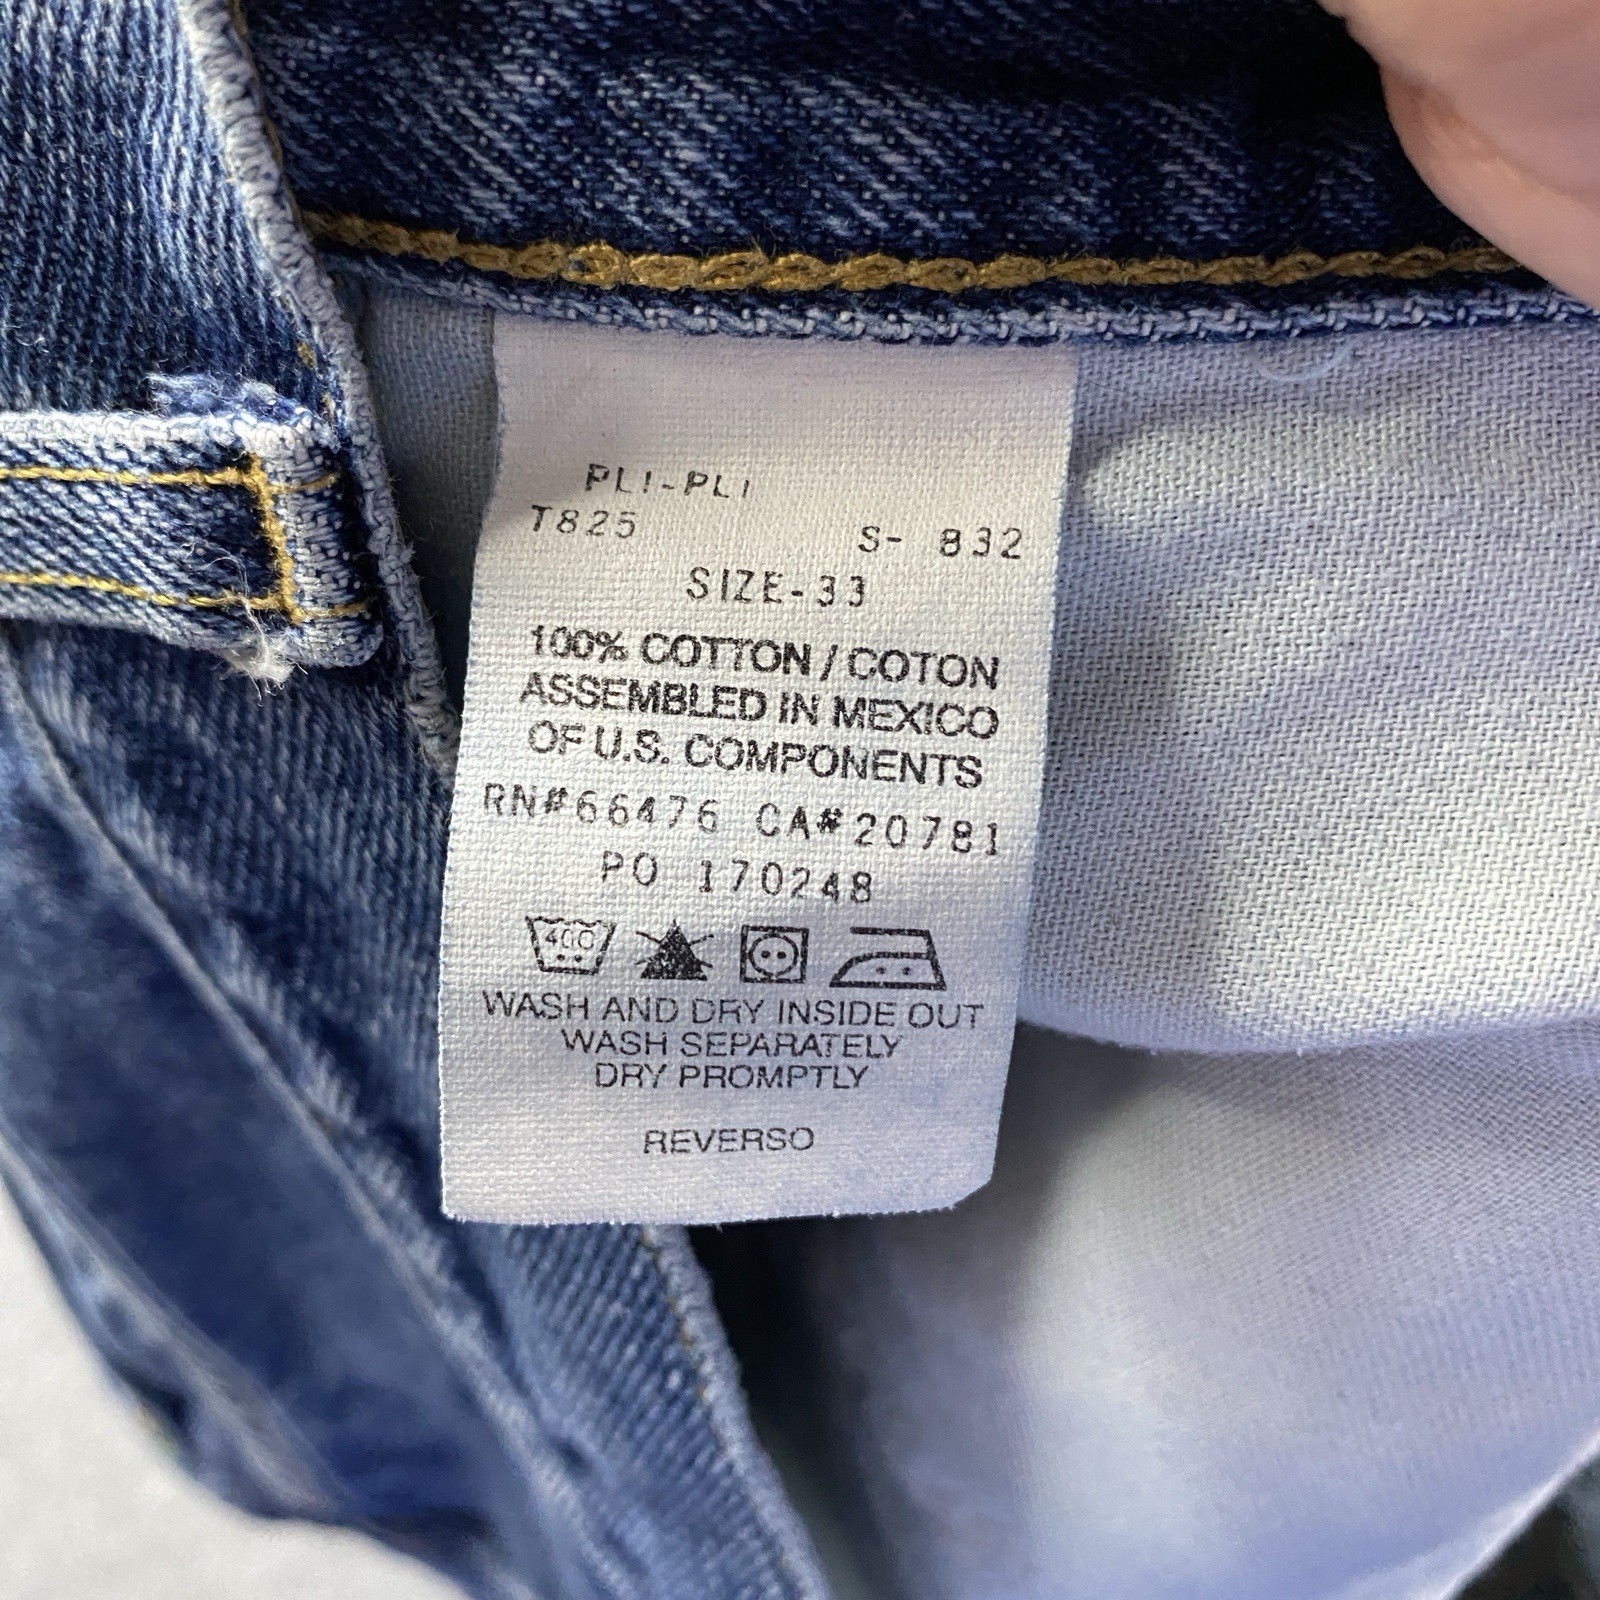 PLI-PLI
T825 S- 832
SIZE-33
100% COTTON / COTON
ASSEMBLED IN MEXICO
OF U.S. COMPONENTS
RN#66476 CA#20781
PO 170248
40C
WASH AND DRY INSIDE OUT
WASH SEPARATELY
DRY PROMPTLY
REVERSO